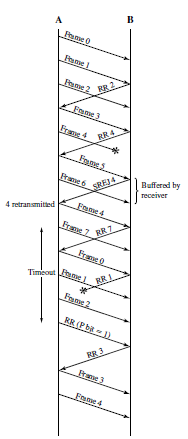 A B
Frame 0
Frame 1
Frame 2 RR 2
Frame 3
Frame 4 RR 4
Frame 5
Frame 6 SREJ 4
Buffered by
receiver
4 retransmitted
Frame 4
Frame 7 RR 7
Frame 0
Timeout
Frame 1 RR 1
Frame 2
RR (P bit = 1)
RR 3
Frame 3
Frame 4